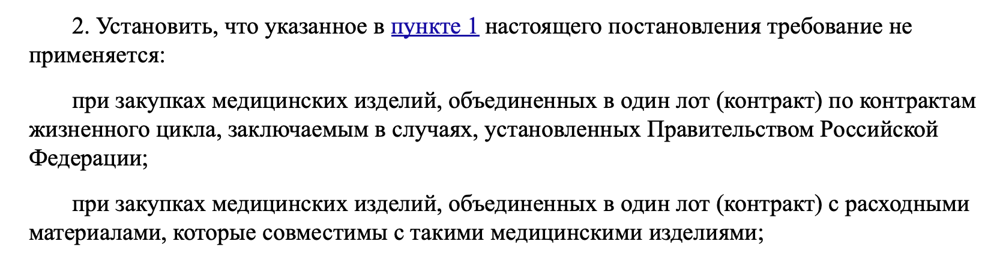 2. Установить, что указанное в пункте 1 настоящего постановления требование не
применяется:
при закупках медицинских изделий, объединенных в один лот (контракт) по контрактам
жизненного цикла, заключаемым в случаях, установленных Правительством Российской
Федерации;
при закупках медицинских изделий, объединенных в один лот (контракт) с расходными
материалами, которые совместимы с такими медицинскими изделиями;